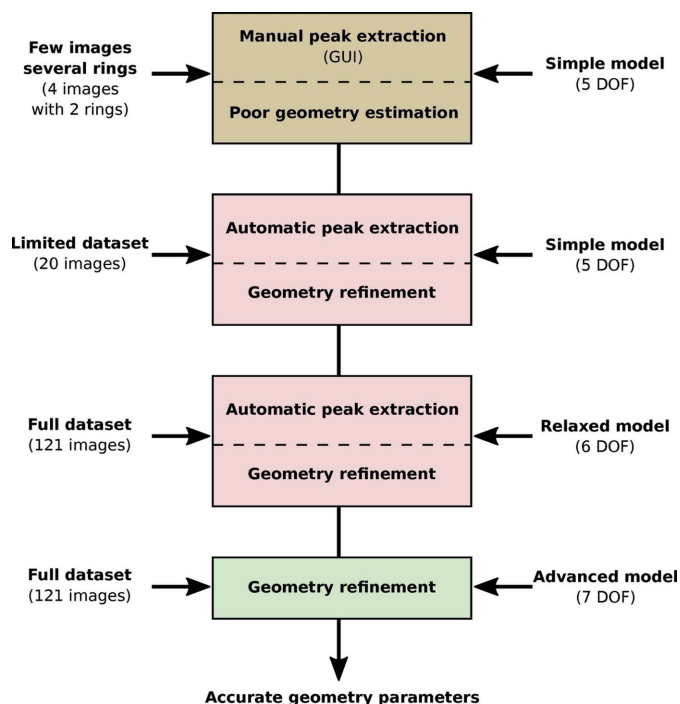 Few images
several rings
(4 images
with 2 rings)
Manual peak extraction
(GUI)
Poor geometry estimation
Simple model
(5 DOF)
Limited dataset
(20 images)
Automatic peak extraction
Geometry refinement
Simple model
(5 DOF)
Full dataset
(121 images)
Automatic peak extraction
Geometry refinement
Relaxed model
(6 DOF)
Full dataset
(121 images)
Geometry refinement
Advanced model
(7 DOF)
Accurate geometry parameters